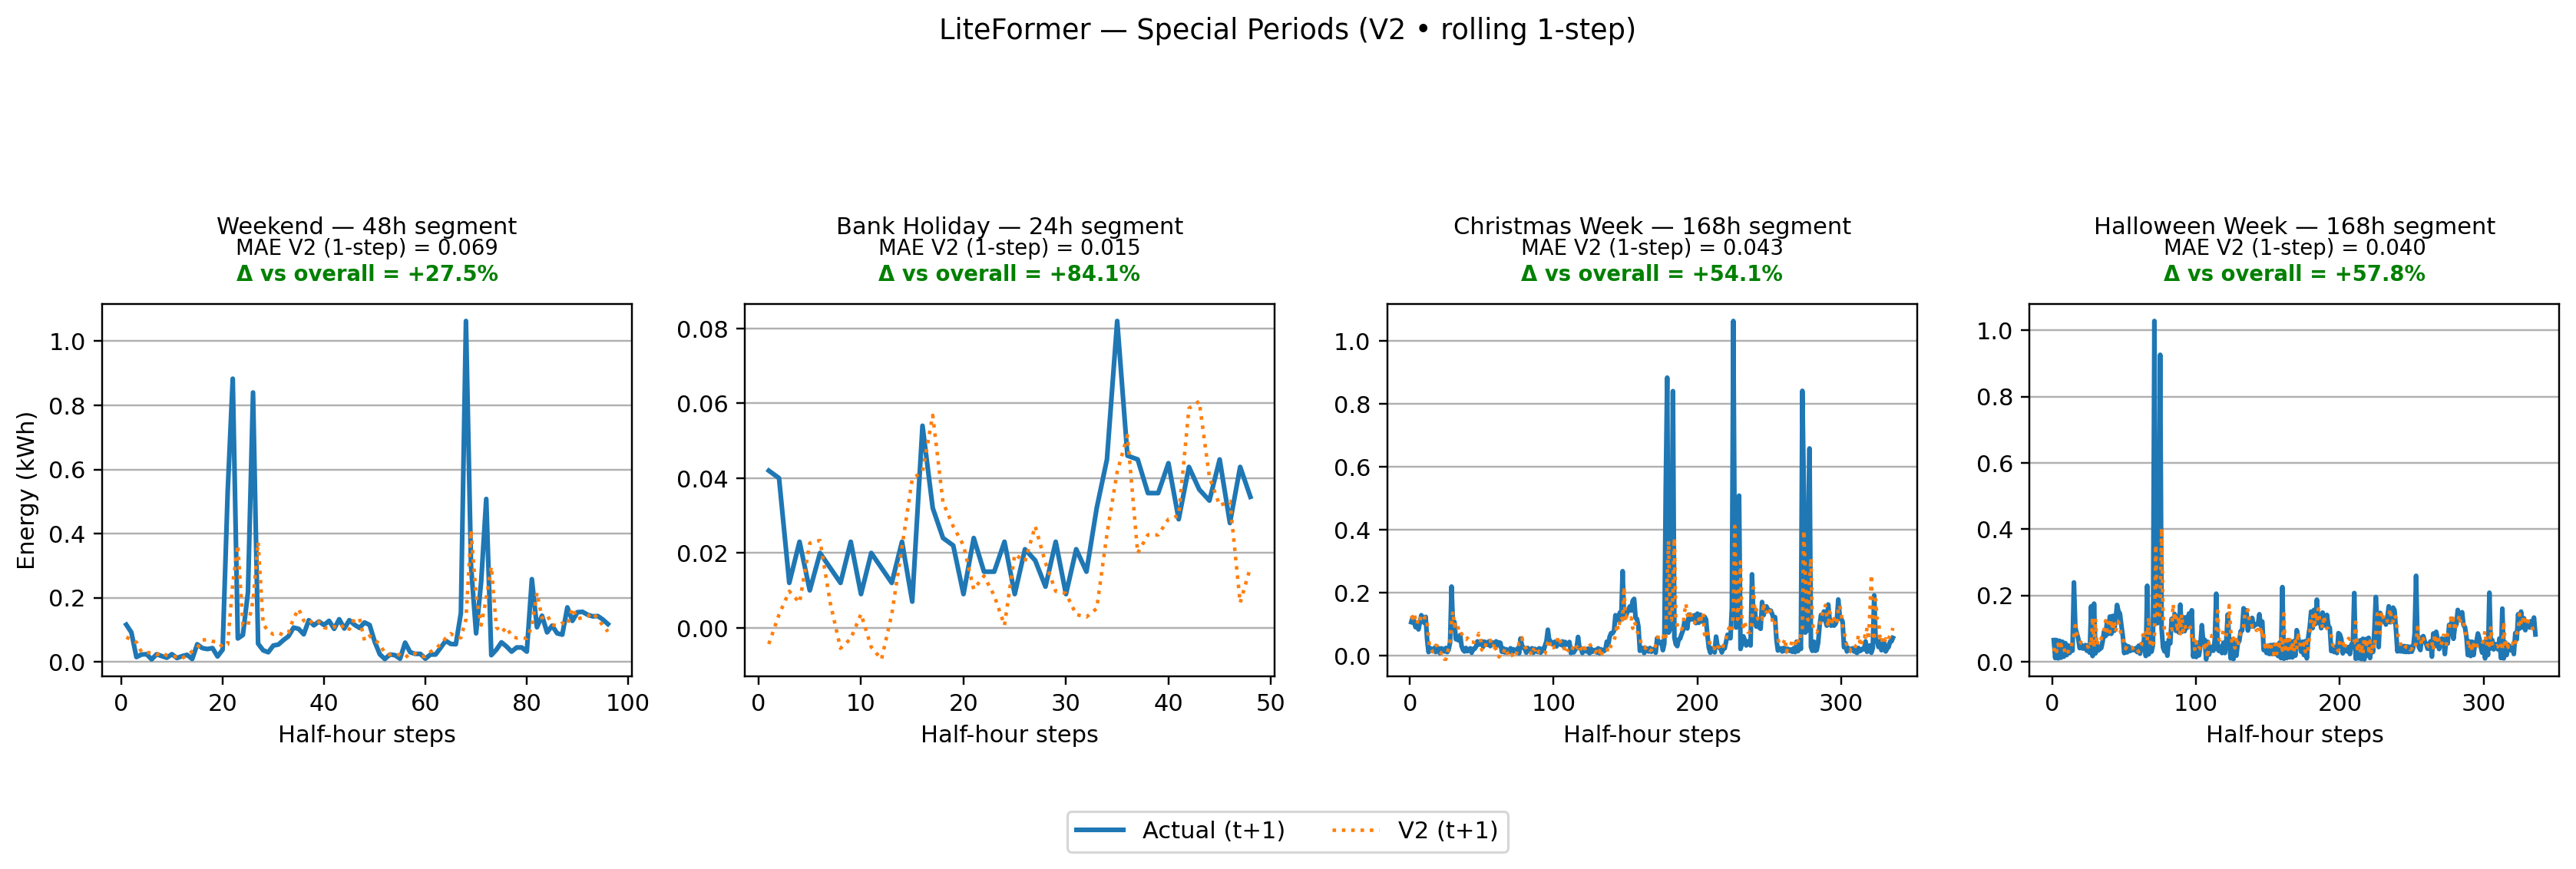 LiteFormer — Special Periods (V2 • rolling 1-step)
Weekend — 48h segment
MAE V2 (1-step) = 0.069
Δ vs overall = +27.5%
1.0
0.8
0.6
0.4
0.2
0.0
Energy (kWh)
0 20 40 60 80 100
Half-hour steps
Bank Holiday — 24h segment
MAE V2 (1-step) = 0.015
Δ vs overall = +84.1%
0.08
0.06
0.04
0.02
0.00
0 10 20 30 40 50
Half-hour steps
Christmas Week — 168h segment
MAE V2 (1-step) = 0.043
Δ vs overall = +54.1%
1.0
0.8
0.6
0.4
0.2
0.0
0 100 200 300
Half-hour steps
Halloween Week — 168h segment
MAE V2 (1-step) = 0.040
Δ vs overall = +57.8%
1.0
0.8
0.6
0.4
0.2
0.0
0 100 200 300
Half-hour steps
Actual (t+1) V2 (t+1)